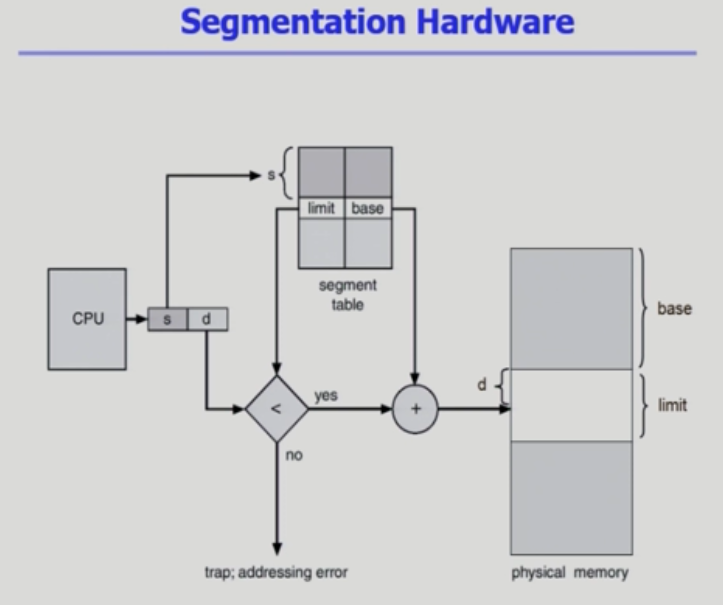 Segmentation Hardware
s
limit base
segment
table
CPU
s d
base
d
limit
<
yes
+
no
trap; addressing error
physical memory